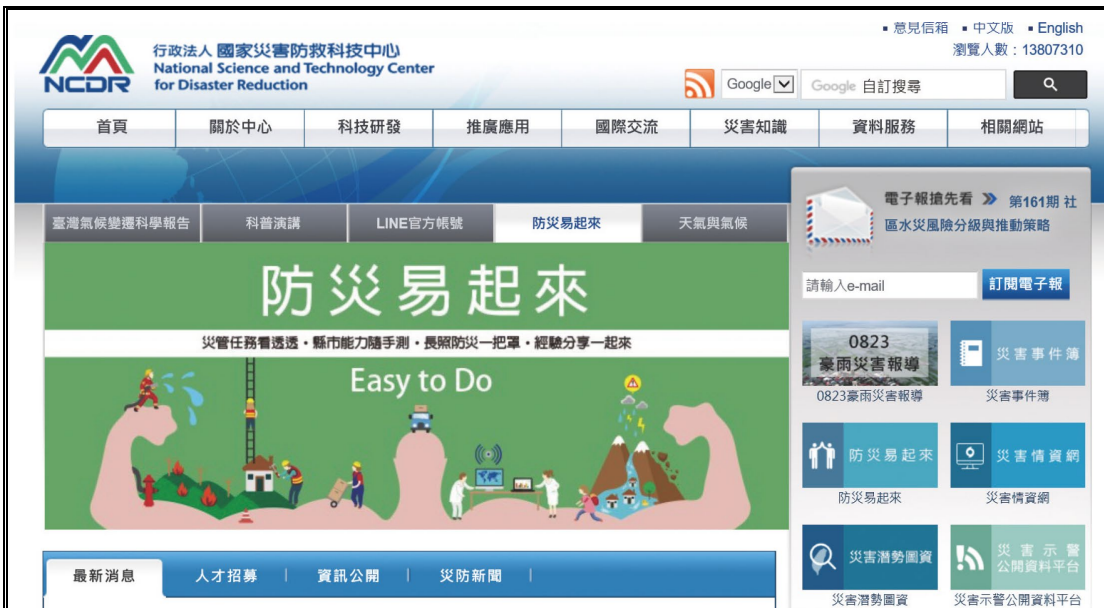 ▪ 意見信箱 ▪ 中文版 ▪ English
瀏覽人數：13807310
NCDR
行政法人 國家災害防救科技中心
National Science and Technology Center
for Disaster Reduction
Google
Google 自訂搜尋
首頁
關於中心
科技研發
推廣應用
國際交流
災害知識
資料服務
相關網站
臺灣氣候變遷科學報告
科普演講
LINE官方帳號
防災易起來
天氣與氣候
防災易起來
災管任務看透透・縣市能力隨手測・長照防災一把罩・經驗分享一起來
Easy to Do
電子報搶先看 第161期 社
區水災風險分級與推動策略
請輸入e-mail
訂閱電子報
0823
豪雨災害報導
0823豪雨災害報導
災害事件簿
災害事件簿
防災易起來
防災易起來
災害情資網
災害情資網
災害潛勢圖資
災害潛勢圖資
災害示警
公開資料平台
災害示警公開資料平台
最新消息
人才招募
資訊公開
災防新聞